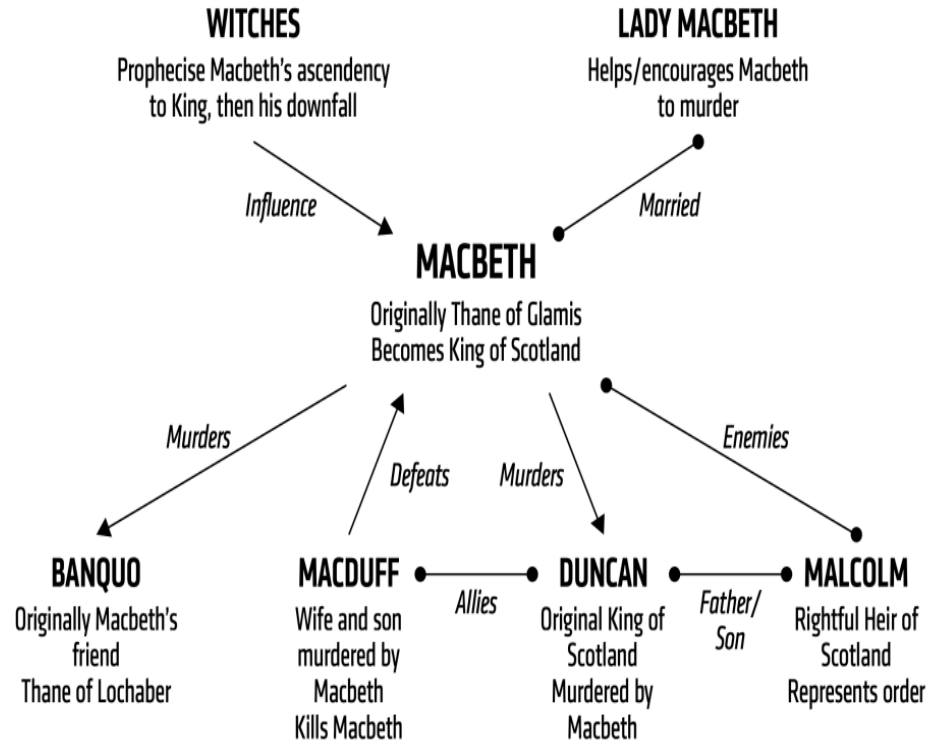 WITCHES
Prophecise Macbeth's ascendency
to King, then his downfall
LADY MACBETH
Helps/encourages Macbeth
to murder
Influence
Married
MACBETH
Originally Thane of Glamis
Becomes King of Scotland
Murders
Defeats
Murders
Enemies
BANQUO
Originally Macbeth's
friend
Thane of Lochaber
MACDUFF
Wife and son
murdered by
Macbeth
Kills Macbeth
Allies
DUNCAN
Original King of
Scotland
Murdered by
Macbeth
Father/
Son
MALCOLM
Rightful Heir of
Scotland
Represents order